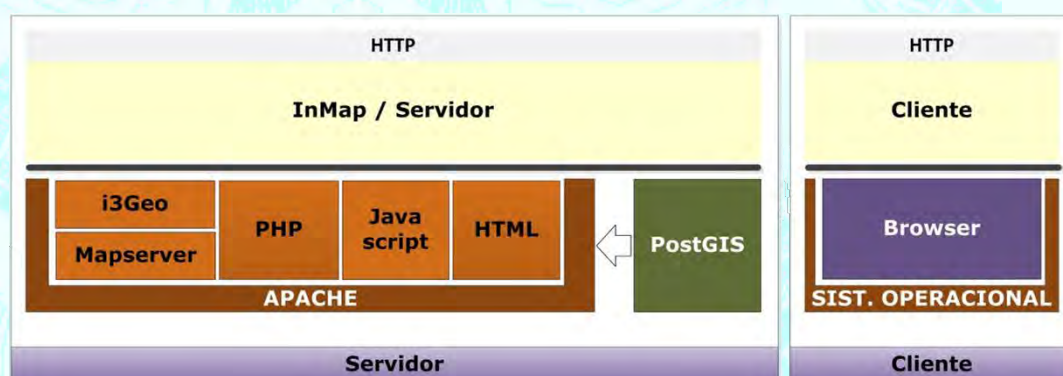 HTTP
InMap / Servidor
i3Geo
Mapserver
PHP
Java
script
HTML
APACHE
PostGIS
Servidor
HTTP
Cliente
Browser
SIST. OPERACIONAL
Cliente